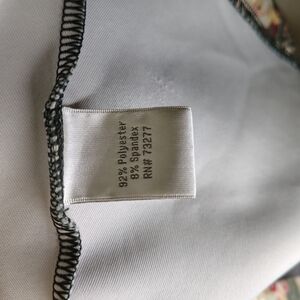 92% Polyester
8% Spandex
RN# 73277